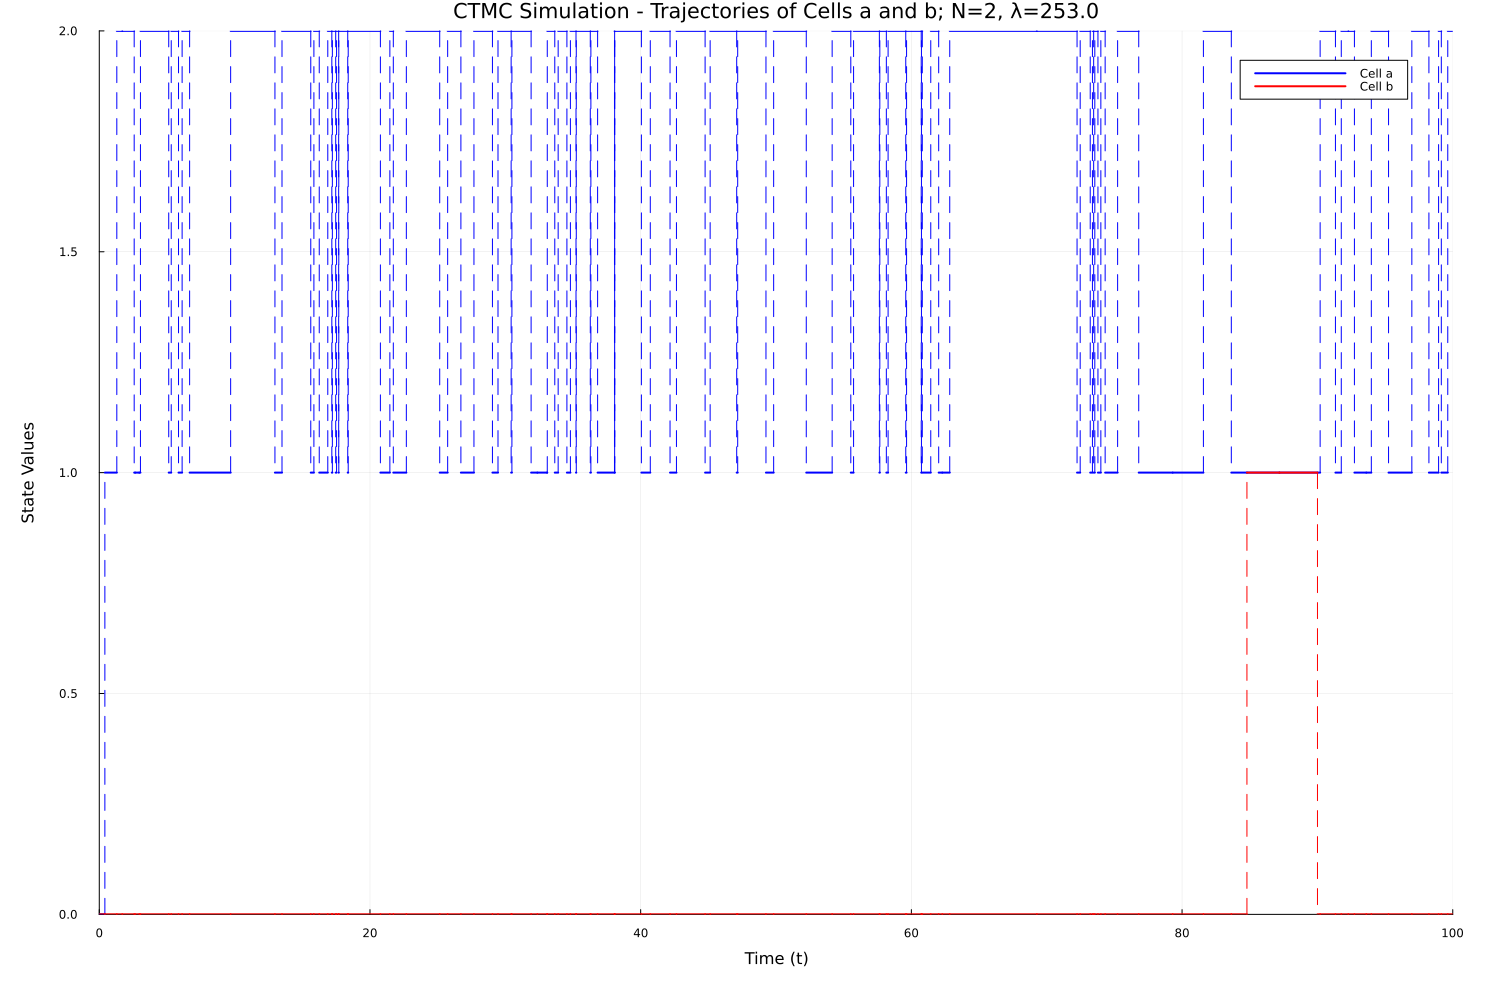 CTMC Simulation - Trajectories of Cells a and b; N=2, λ=253.0
2.0
Cell a
Cell b
1.5
1.0
State Values
0.5
0.0
0 20 40 60 80 100
Time (t)